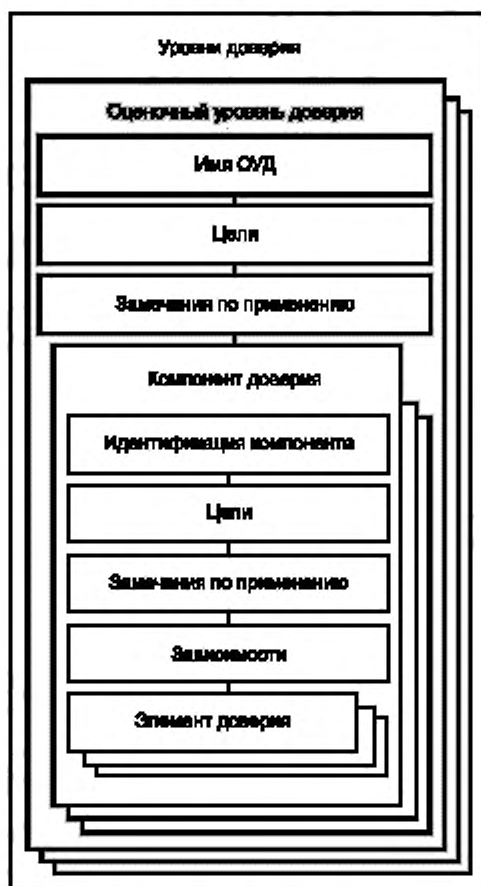 Уровни доверия
Оценочный уровень доверия
Имя ОУД
Цели
Замечания по применению
Компонент доверия
Идентификация компонента
Цели
Замечания по применению
Зависимости
Элемент доверия